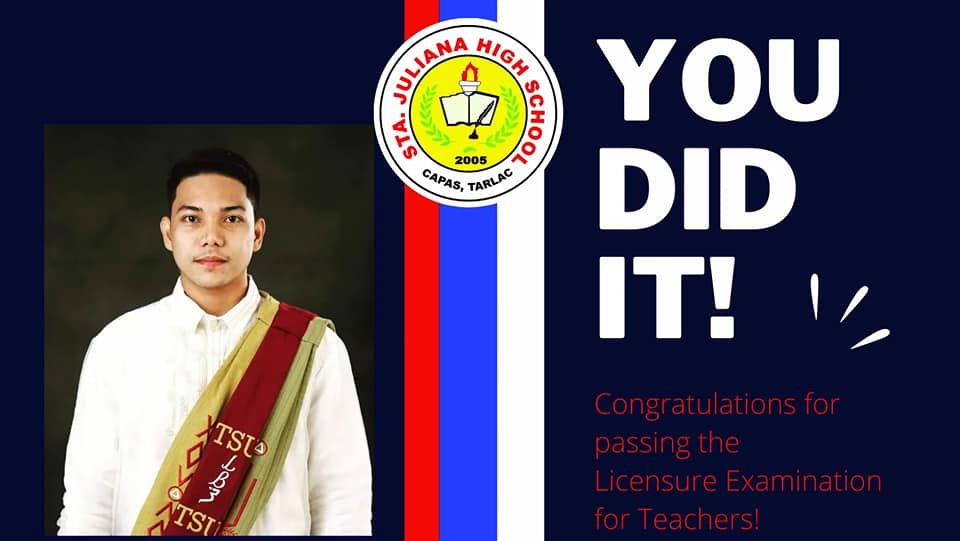 STA. JULIANA HIGH SCHOOL
2005
CAPAS, TARLAC
YOU
DID
IT!
Congratulations for
passing the
Licensure Examination
for Teachers!
TSU
TSU